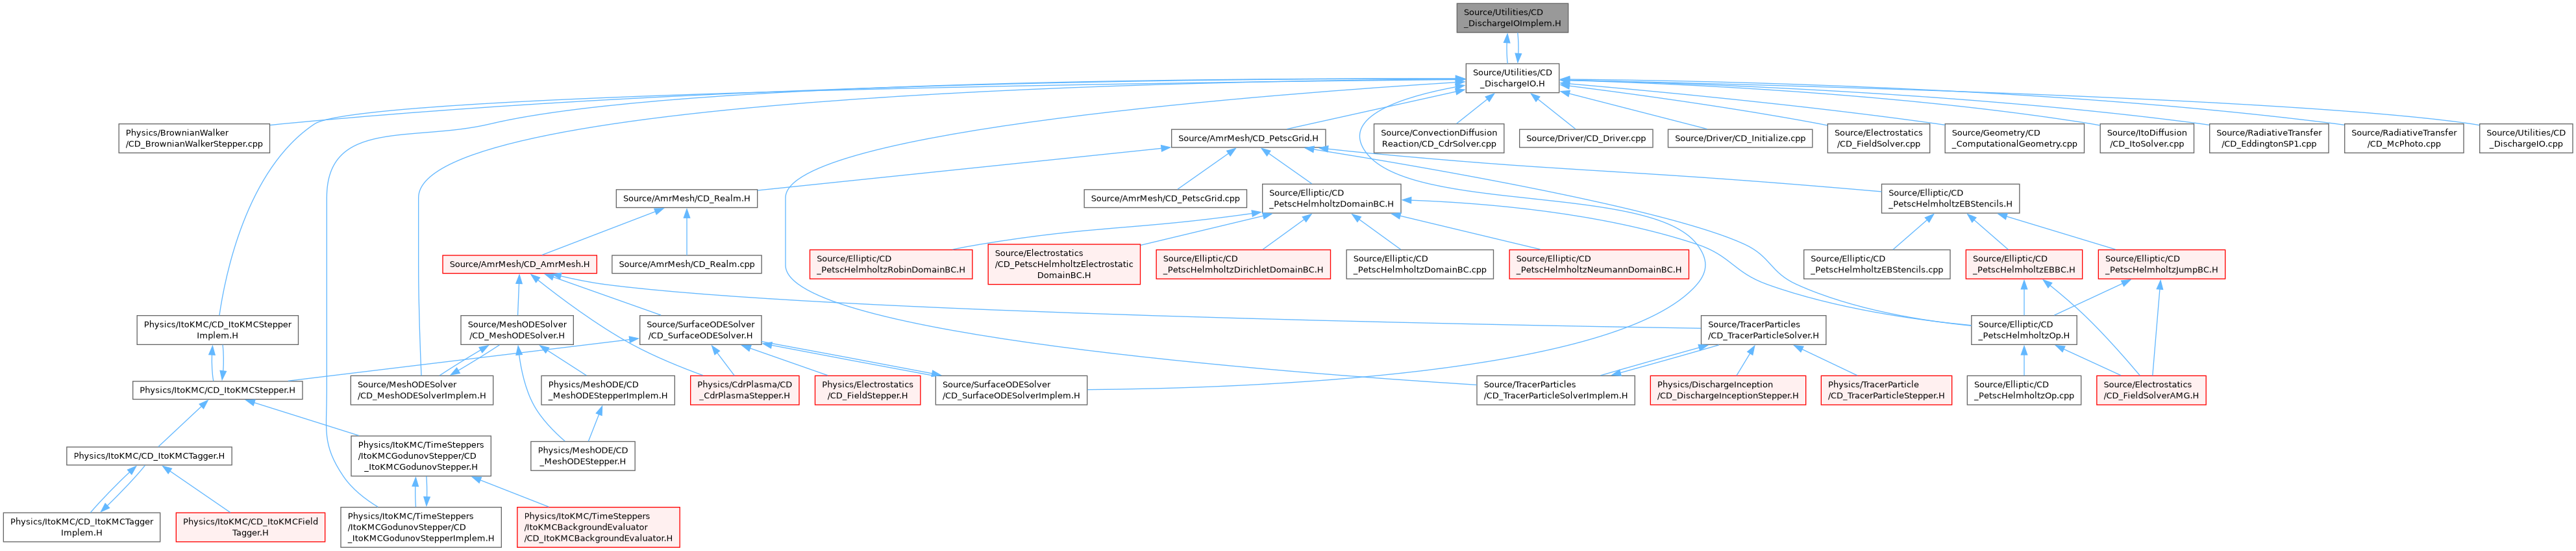 Source/Utilities/CD
_DischargeIOImplem.H
Source/Utilities/CD
_DischargeIO.H
Physics/BrownianWalker
/CD_BrownianWalkerStepper.cpp
Source/AmrMesh/CD_PetscGrid.H
Source/ConvectionDiffusion
Reaction/CD_CdrSolver.cpp
Source/Driver/CD_Driver.cpp
Source/Driver/CD_Initialize.cpp
Source/Electrostatics
/CD_FieldSolver.cpp
Source/Geometry/CD
_ComputationalGeometry.cpp
Source/ItoDiffusion
/CD_ItoSolver.cpp
Source/RadiativeTransfer
/CD_EddingtonSP1.cpp
Source/RadiativeTransfer
/CD_McPhoto.cpp
Source/Utilities/CD
_DischargeIO.cpp
Source/AmrMesh/CD_Realm.H
Source/AmrMesh/CD_PetscGrid.cpp
Source/Elliptic/CD
_PetscHelmholtzDomainBC.H
Source/Elliptic/CD
_PetscHelmholtzEBStencils.H
Source/AmrMesh/CD_AmrMesh.H
Source/AmrMesh/CD_Realm.cpp
Source/Elliptic/CD
_PetscHelmholtzRobinDomainBC.H
Source/Electrostatics
/CD_PetscHelmholtzElectrostatic
DomainBC.H
Source/Elliptic/CD
_PetscHelmholtzDirichletDomainBC.H
Source/Elliptic/CD
_PetscHelmholtzDomainBC.cpp
Source/Elliptic/CD
_PetscHelmholtzNeumannDomainBC.H
Source/Elliptic/CD
_PetscHelmholtzEBStencils.cpp
Source/Elliptic/CD
_PetscHelmholtzEBBC.H
Source/Elliptic/CD
_PetscHelmholtzJumpBC.H
Physics/ItoKMC/CD_ItoKMCStepper
Implem.H
Source/MeshODESolver
/CD_MeshODESolver.H
Source/SurfaceODESolver
/CD_SurfaceODESolver.H
Source/TracerParticles
/CD_TracerParticleSolver.H
Source/Elliptic/CD
_PetscHelmholtzOp.H
Physics/ItoKMC/CD_ItoKMCStepper.H
Source/MeshODESolver
/CD_MeshODESolverImplem.H
Physics/MeshODE/CD
_MeshODEStepperImplem.H
Physics/CdrPlasma/CD
_CdrPlasmaStepper.H
Physics/Electrostatics
/CD_FieldStepper.H
Source/SurfaceODESolver
/CD_SurfaceODESolverImplem.H
Source/TracerParticles
/CD_TracerParticleSolverImplem.H
Physics/DischargeInception
/CD_DischargeInceptionStepper.H
Physics/TracerParticle
/CD_TracerParticleStepper.H
Source/Elliptic/CD
_PetscHelmholtzOp.cpp
Source/Electrostatics
/CD_FieldSolverAMG.H
Physics/ItoKMC/CD_ItoKMCTagger.H
Physics/ItoKMC/TimeSteppers
/ItoKMCGodunovStepper/CD
_ItoKMCGodunovStepper.H
Physics/MeshODE/CD
_MeshODEStepper.H
Physics/ItoKMC/CD_ItoKMCTagger
Implem.H
Physics/ItoKMC/CD_ItoKMCField
Tagger.H
Physics/ItoKMC/TimeSteppers
/ItoKMCGodunovStepper/CD
_ItoKMCGodunovStepperImplem.H
Physics/ItoKMC/TimeSteppers
/ItoKMCBackgroundEvaluator
/CD_ItoKMCBackgroundEvaluator.H